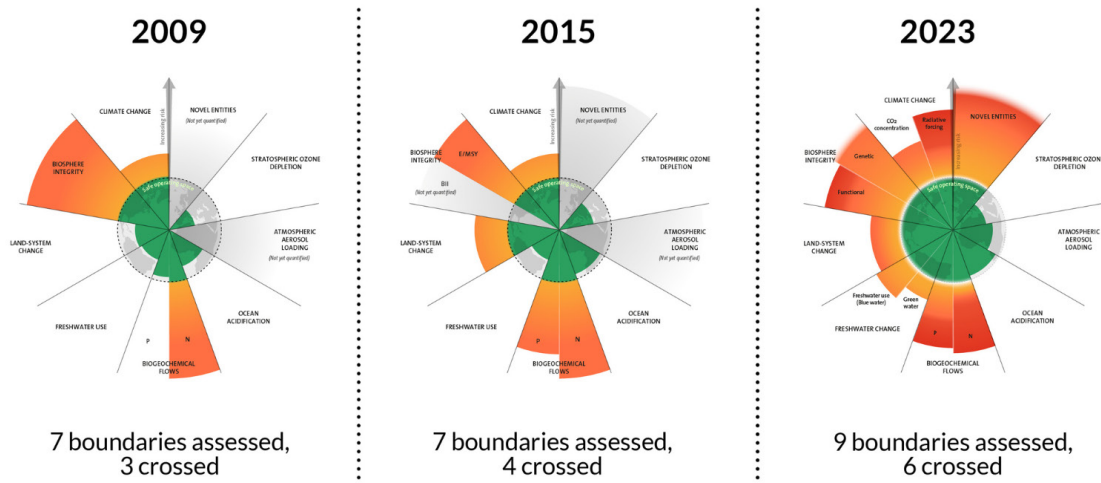 2009
CLIMATE CHANGE
NOVEL ENTITIES
(Not yet quantified)
Increasing risk
BIOSPHERE
INTEGRITY
STRATOSPHERIC OZONE
DEPLETION
Safe operating space
LAND-SYSTEM
CHANGE
ATMOSPHERIC
AEROSOL
LOADING
(Not yet quantified)
FRESHWATER USE
OCEAN
ACIDIFICATION
P
N
BIOGEOCHEMICAL
FLOWS
7 boundaries assessed,
3 crossed
2015
CLIMATE CHANGE
NOVEL ENTITIES
(Not yet quantified)
Increasing risk
BIOSPHERE
INTEGRITY
E/MSY
BII
(Not yet quantified)
STRATOSPHERIC OZONE
DEPLETION
Safe operating space
LAND-SYSTEM
CHANGE
ATMOSPHERIC
AEROSOL
LOADING
(Not yet quantified)
FRESHWATER USE
OCEAN
ACIDIFICATION
P
N
BIOGEOCHEMICAL
FLOWS
7 boundaries assessed,
4 crossed
2023
CLIMATE CHANGE
CO₂
concentration
Radiative
forcing
NOVEL ENTITIES
Increasing risk
BIOSPHERE
INTEGRITY
Genetic
Functional
STRATOSPHERIC OZONE
DEPLETION
Safe operating space
LAND-SYSTEM
CHANGE
ATMOSPHERIC
AEROSOL
LOADING
Freshwater use
(Blue water)
Green
water
FRESHWATER CHANGE
OCEAN
ACIDIFICATION
P
N
BIOGEOCHEMICAL
FLOWS
9 boundaries assessed,
6 crossed